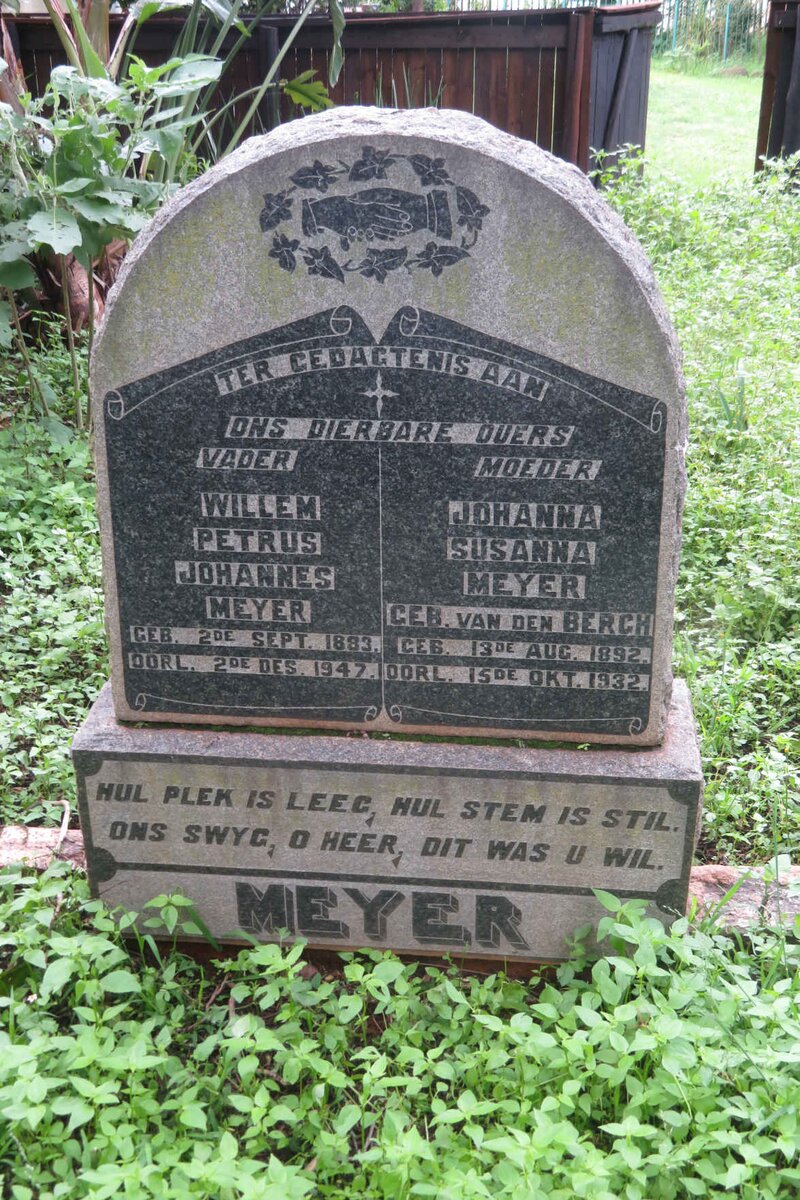 TER GEDAGTENIS AAN
ONS DIERBARE OUERS
VADER
WILLEM
PETRUS
JOHANNES
MEYER
GEB. 2DE SEPT. 1883.
OORL. 2DE DES. 1947.
MOEDER
JOHANNA
SUSANNA
MEYER
GEB. VAN DEN BERGH
GEB. 13DE AUG. 1892.
OORL. 15DE OKT. 1932.
HUL PLEK IS LEEG, HUL STEM IS STIL.
ONS SWYG, O HEER, DIT WAS U WIL.
MEYER